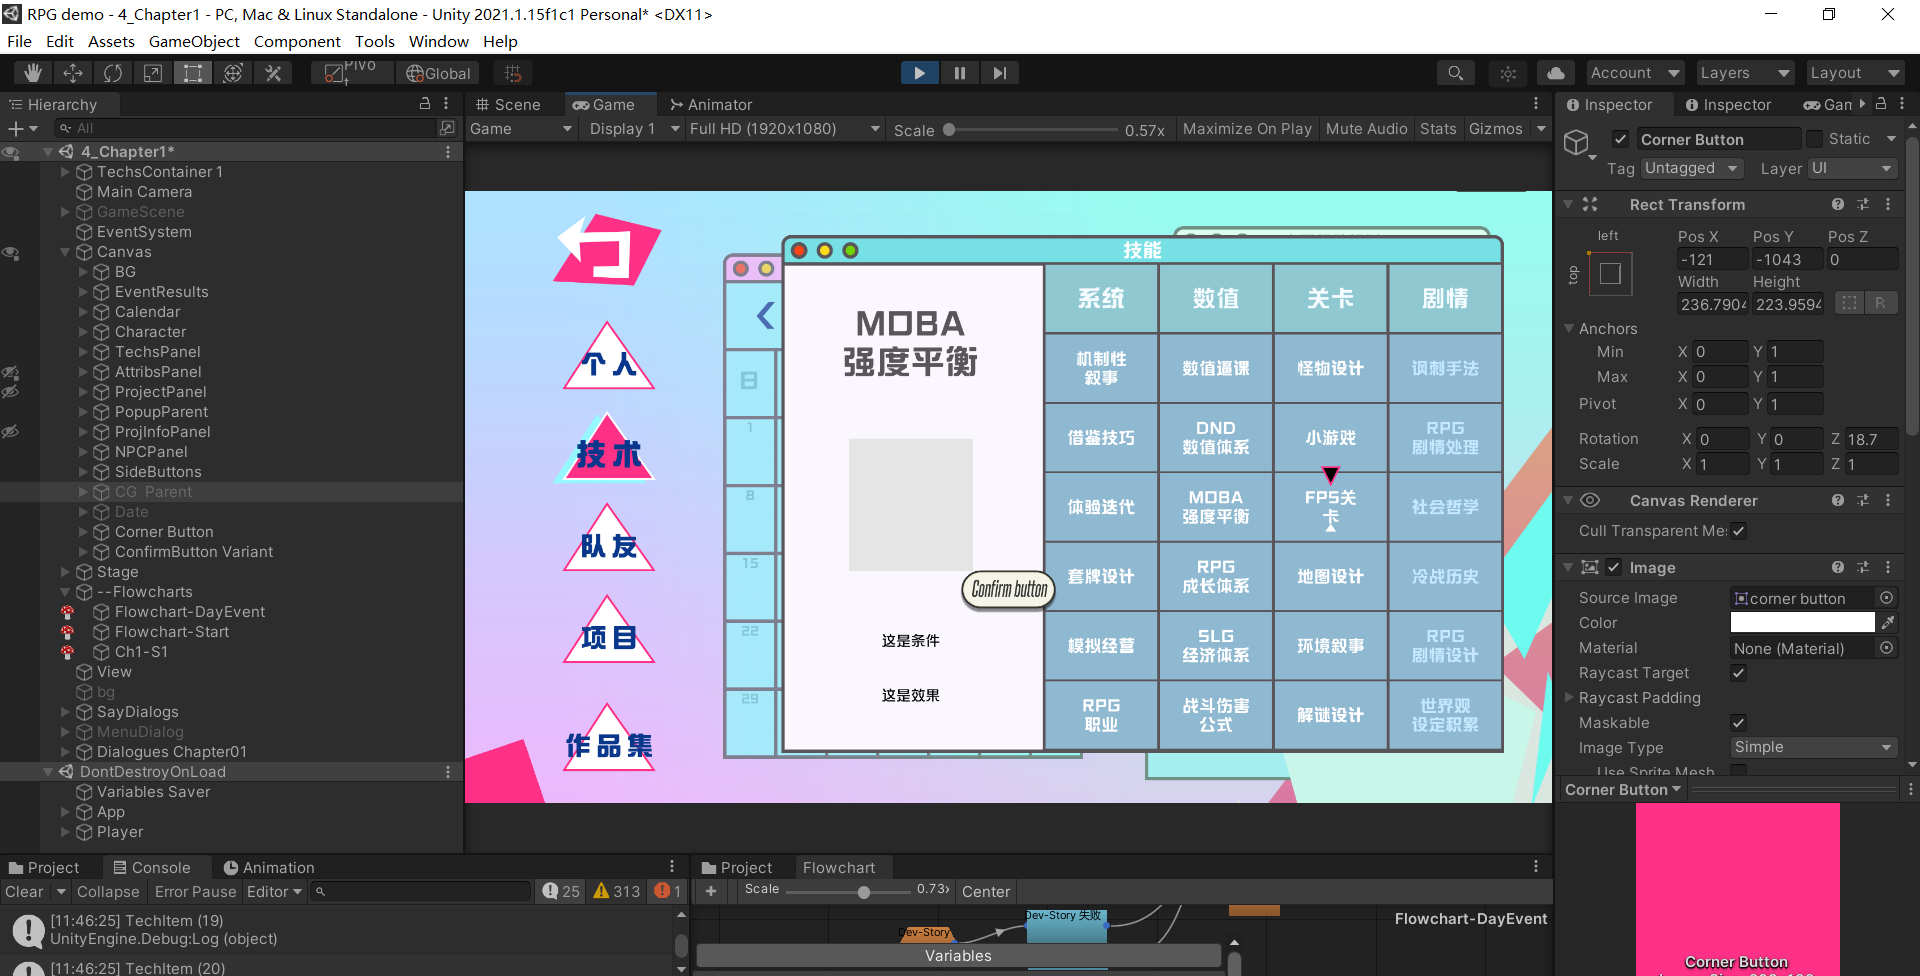 RPG demo - 4_Chapter1 - PC, Mac & Linux Standalone - Unity 2021.1.15f1c1 Personal* <DX11>
File Edit Assets GameObject Component Tools Window Help
Pivot Global Account Layers Layout
Hierarchy
All
4_Chapter1*
TechsContainer 1
Main Camera
GameScene
EventSystem
Canvas
BG
EventResults
Calendar
Character
TechsPanel
AttribsPanel
ProjectPanel
PopupParent
ProjInfoPanel
NPCPanel
SideButtons
CG Parent
Date
Corner Button
ConfirmButton Variant
Stage
--Flowcharts
Flowchart-DayEvent
Flowchart-Start
Ch1-S1
View
bg
SayDialogs
MenuDialog
Dialogues Chapter01
DontDestroyOnLoad
Variables Saver
App
Player
Scene Game Animator
Game Display 1 Full HD (1920x1080) Scale 0.57x Maximize On Play Mute Audio Stats Gizmos
个人
技术
队友
项目
作品集
日
1
8
15
22
29
技能
MOBA
强度平衡
Confirm button
这是条件
这是效果
系统 数值 关卡 剧情
机制性
叙事
数值逼课 怪物设计 讽刺手法
借鉴技巧
DND
数值体系
小游戏
RPG
剧情处理
体验迭代
MOBA
强度平衡
FPS关
卡
社会哲学
套牌设计
RPG
成长体系
地图设计 冷战历史
模拟经营
SLG
经济体系
环境叙事
RPG
剧情设计
RPG
职业
战斗伤害
公式
解谜设计
世界观
设定积累
Inspector Inspector Gam
Corner Button Static
Tag Untagged Layer UI
Rect Transform
left
top
Pos X Pos Y Pos Z
-121 -1043 0
Width Height
236.7904 223.9594 R
Anchors
Min X 0 Y 1
Max X 0 Y 1
Pivot X 0 Y 1
Rotation X 0 Y 0 Z 18.7
Scale X 1 Y 1 Z 1
Canvas Renderer
Cull Transparent Me
Image
Source Image corner button
Color
Material None (Material)
Raycast Target
Raycast Padding
Maskable
Image Type Simple
Use Sprite Mesh
Corner Button
Corner Button
Project Console Animation
Clear Collapse Error Pause Editor 25 313 1
[11:46:25] TechItem (19)
UnityEngine.Debug:Log (object)
[11:46:25] TechItem (20)
Project Flowchart
+ Scale 0.73x Center
Dev-Story 失败
Dev-Story
Flowchart-DayEvent
Variables